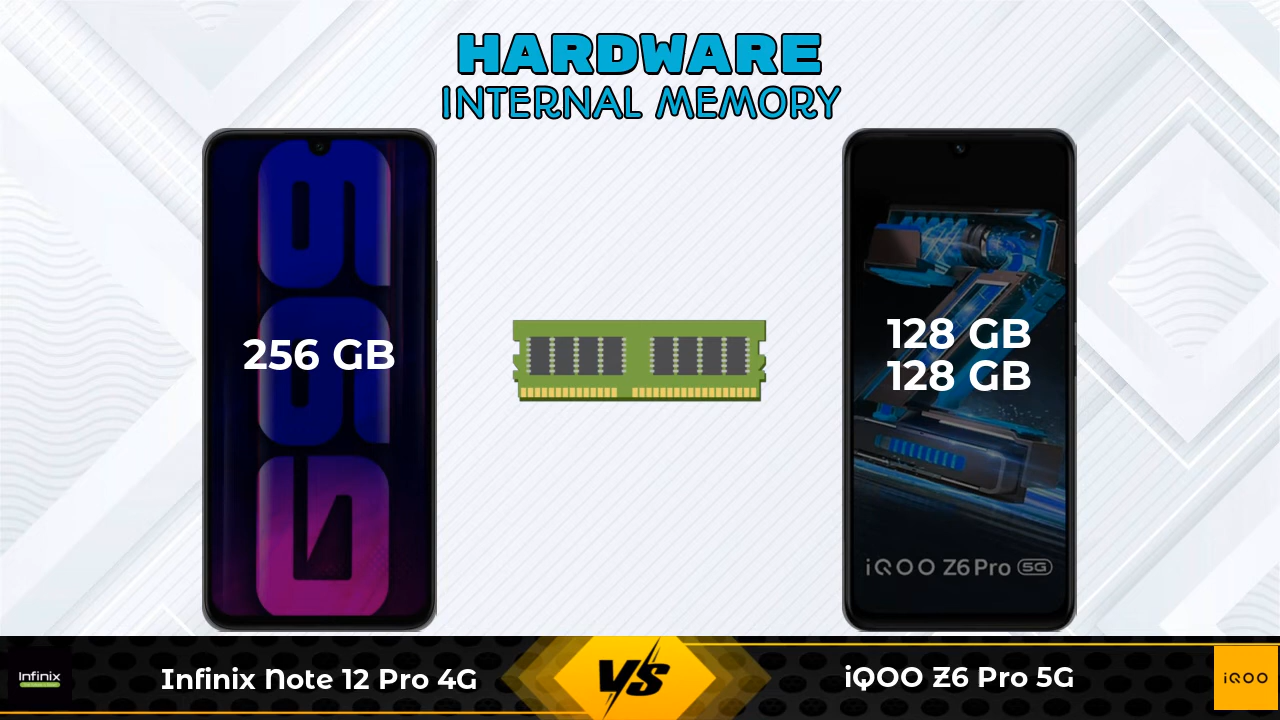 HARDWARE
INTERNAL MEMORY
G99
256 GB
128 GB
128 GB
iQOO Z6 Pro 5G
Infinix
Infinix Note 12 Pro 4G
VS
iQOO Z6 Pro 5G
iQOO